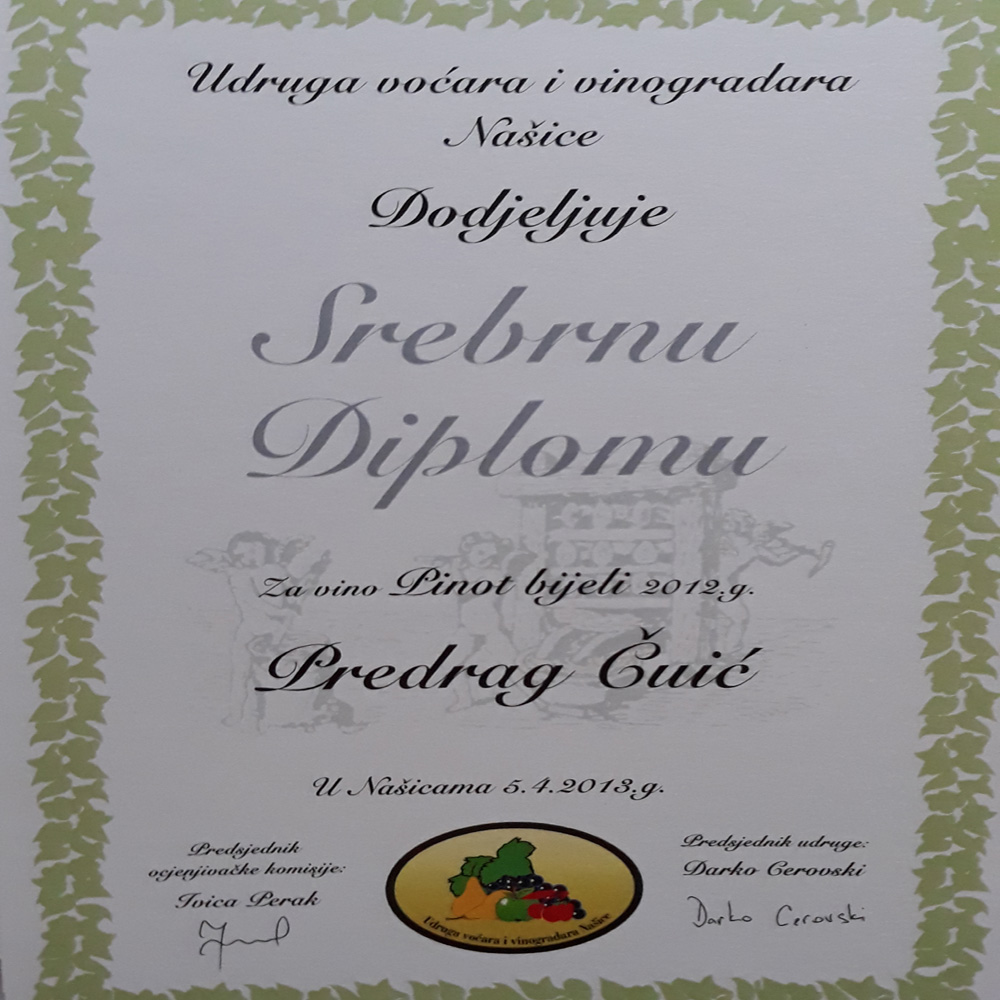 Udruga voćara i vinogradara
Našice
Dodjeljuje
Srebrnu
Diplomu
Za vino Pinot bijeli 2012.g.
Predrag Čuić
U Našicama 5.4.2013.g.
Predsjednik
ocjenjivačke komisije:
Ivica Perak
Udruga voćara i vinogradara Našice
Predsjednik udruge:
Darko Cerovski
Darko Cerovski